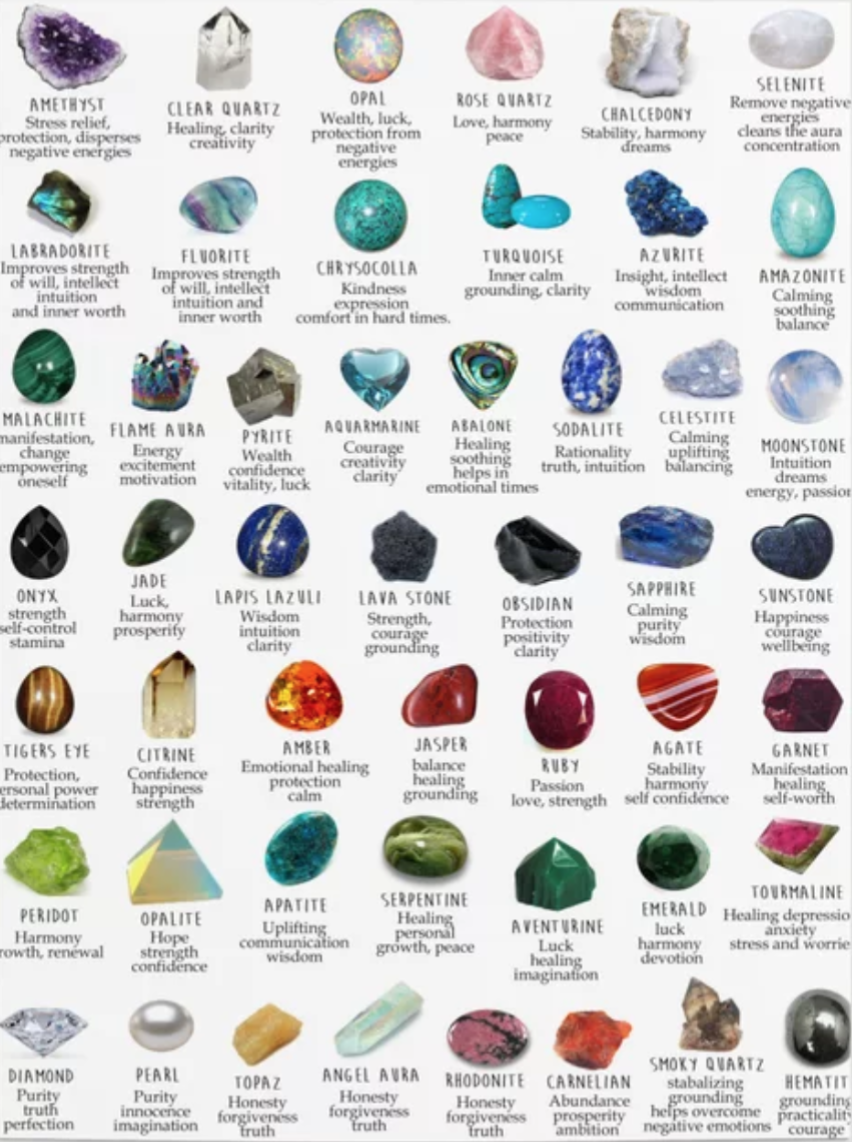 AMETHYST
Stress relief,
protection, disperses
negative energies
CLEAR QUARTZ
Healing, clarity
creativity
OPAL
Wealth, luck,
protection from
negative
energies
ROSE QUARTZ
Love, harmony
peace
CHALCEDONY
Stability, harmony
dreams
SELENITE
Remove negative
energies
cleans the aura
concentration
LABRADORITE
Improves strength
of will, intellect
intuition
and inner worth
FLUORITE
Improves strength
of will, intellect
intuition and
inner worth
CHRYSOCOLLA
Kindness
expression
comfort in hard times.
TURQUOISE
Inner calm
grounding, clarity
AZURITE
Insight, intellect
wisdom
communication
AMAZONITE
Calming
soothing
balance
MALACHITE
manifestation,
change
empowering
oneself
FLAME AURA
Energy
excitement
motivation
PYRITE
Wealth
confidence
vitality, luck
AQUARMARINE
Courage
creativity
clarity
ABALONE
Healing
soothing
helps in
emotional times
SODALITE
Rationality
truth, intuition
CELESTITE
Calming
uplifting
balancing
MOONSTONE
Intuition
dreams
energy, passion
ONYX
strength
self-control
stamina
JADE
Luck,
harmony
prosperify
LAPIS LAZULI
Wisdom
intuition
clarity
LAVA STONE
Strength,
courage
grounding
OBSIDIAN
Protection
positivity
clarity
SAPPHIRE
Calming
purity
wisdom
SUNSTONE
Happiness
courage
wellbeing
TIGERS EYE
Protection,
ersonal power
determination
CITRINE
Confidence
happiness
strength
AMBER
Emotional healing
protection
calm
JASPER
balance
healing
grounding
RUBY
Passion
love, strength
AGATE
Stability
harmony
self confidence
GARNET
Manifestation
healing
self-worth
PERIDOT
Harmony
rowth, renewal
OPALITE
Hope
strength
confidence
APATITE
Uplifting
communication
wisdom
SERPENTINE
Healing
personal
growth, peace
AVENTURINE
Luck
healing
imagination
EMERALD
luck
harmony
devotion
TOURMALINE
Healing depressio
anxiety
stress and worrie
DIAMOND
Purity
truth
perfection
PEARL
Purity
innocence
imagination
TOPAZ
Honesty
forgiveness
truth
ANGEL AURA
Honesty
forgiveness
truth
RHODONITE
Honesty
forgiveness
truth
CARNELIAN
Abundance
prosperity
ambition
SMOKY QUARTZ
stabalizing
grounding
helps overcome
negative emotions
HEMATIT
grounding
practicality
courage